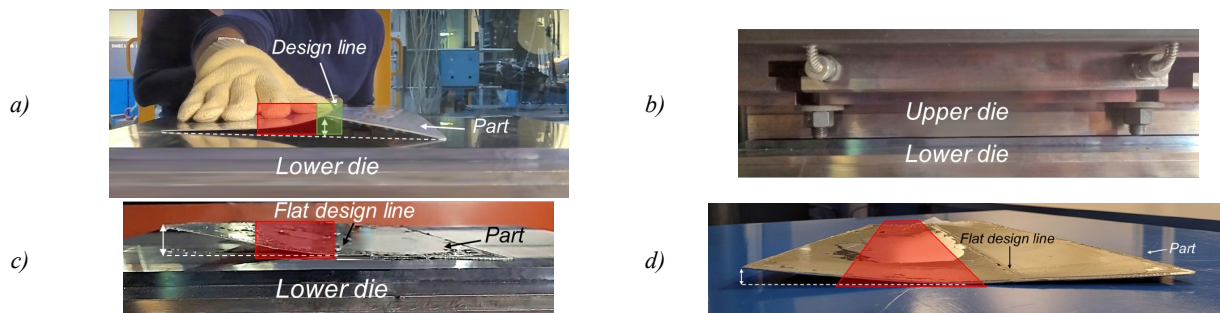 a)
Design line
Part
Lower die
b)
Upper die
Lower die
c)
Flat design line
Part
Lower die
d)
Flat design line
Part